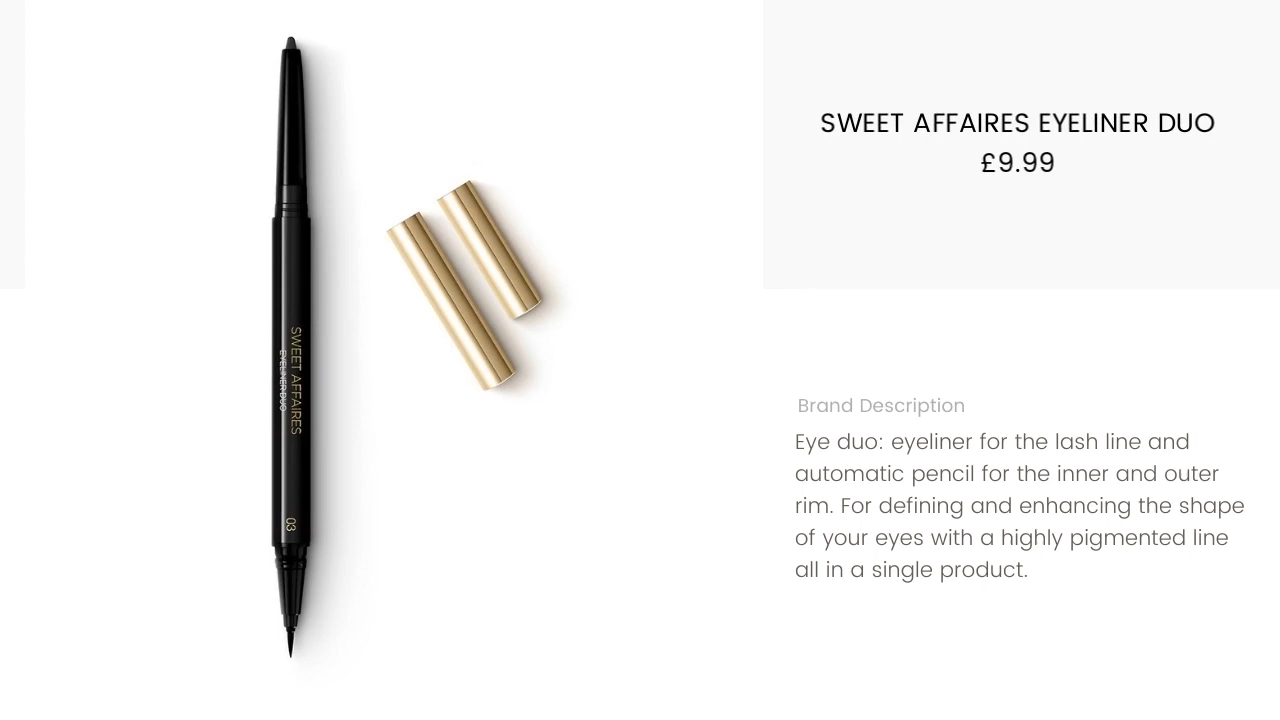 SWEET AFFAIRES EYELINER DUO
£9.99
SWEET AFFAIRES
EYELINER DUO
03
Brand Description
Eye duo: eyeliner for the lash line and
automatic pencil for the inner and outer
rim. For defining and enhancing the shape
of your eyes with a highly pigmented line
all in a single product.